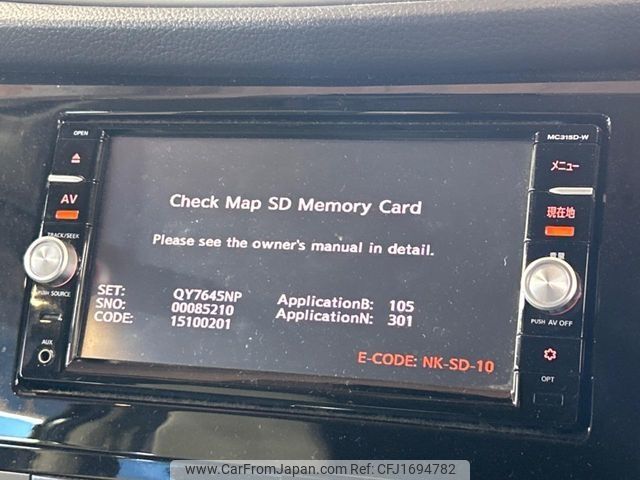 OPEN
MC315D-W
AV
メニュー
TRACK/SEEK
現在地
PUSH SOURCE
音量
AUX
PUSH AV OFF
OPT
Check Map SD Memory Card
Please see the owner's manual in detail.
SET: QY7645NP ApplicationB: 105
SNO: 00085210 ApplicationN: 301
CODE: 15100201
E-CODE: NK-SD-10
www.CarFromJapan.com | CFJ1694782